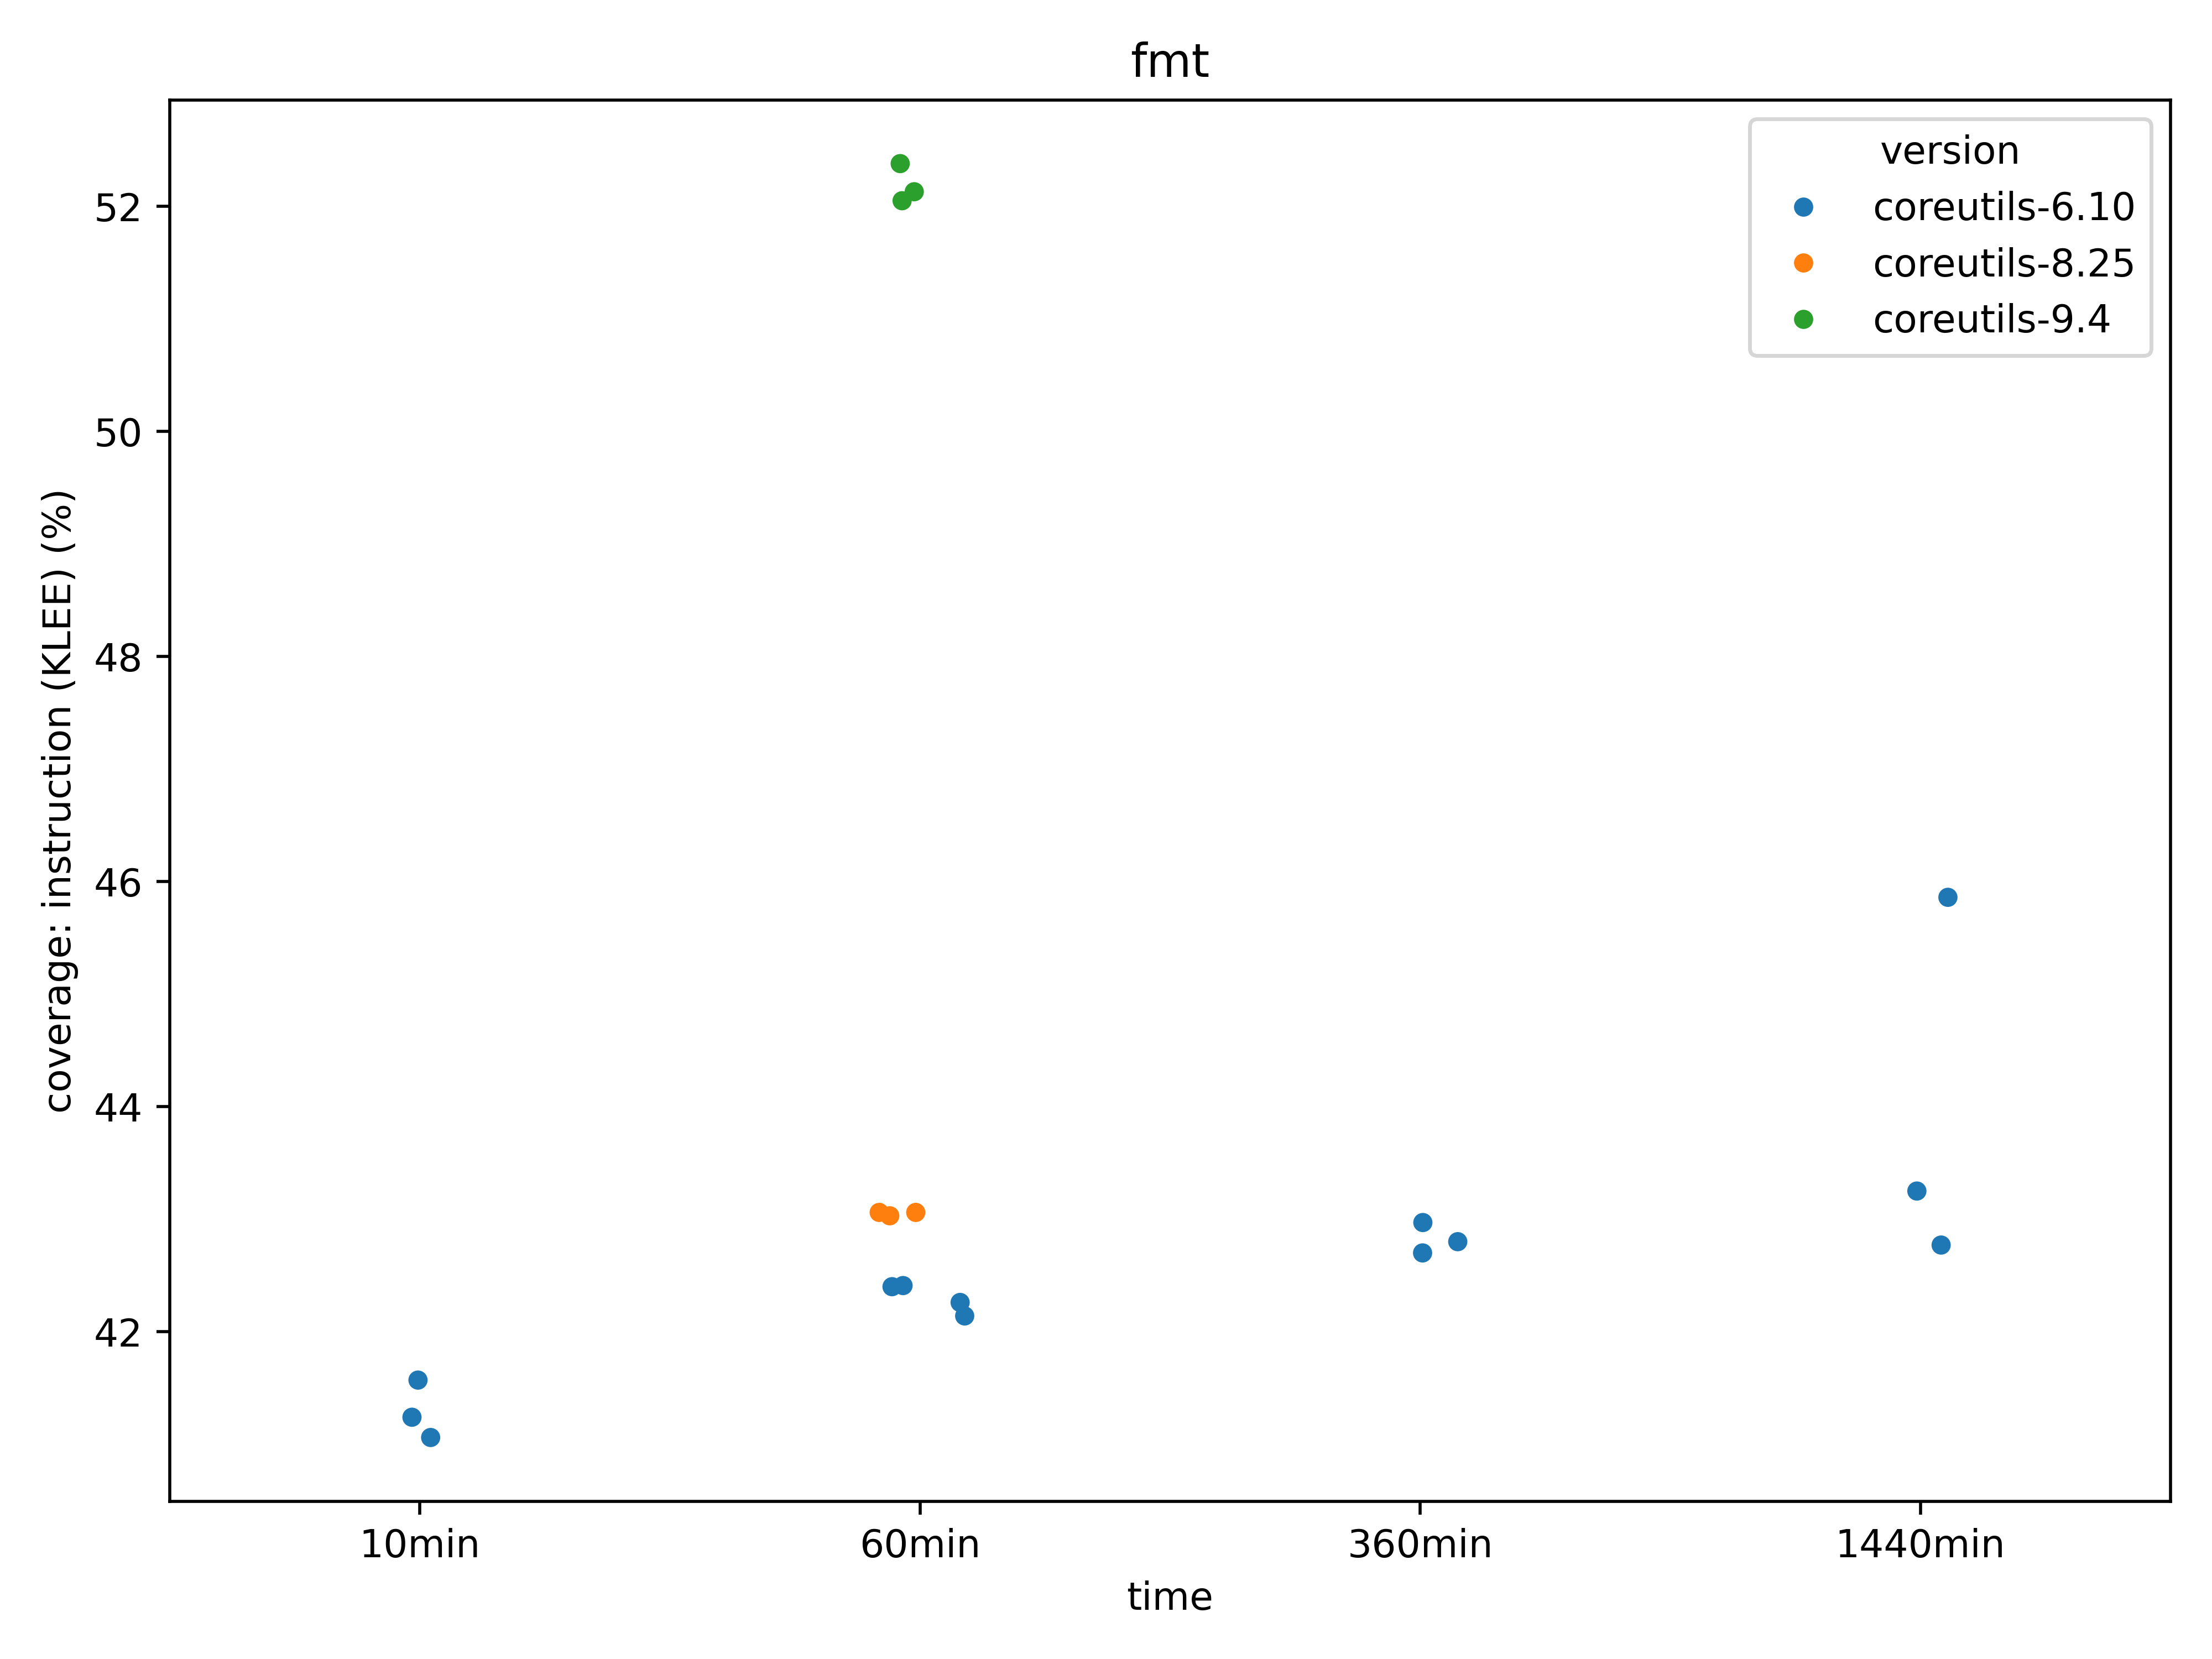 fmt
version
coreutils-6.10
coreutils-8.25
coreutils-9.4
coverage: instruction (KLEE) (%)
52
50
48
46
44
42
10min
60min
360min
1440min
time